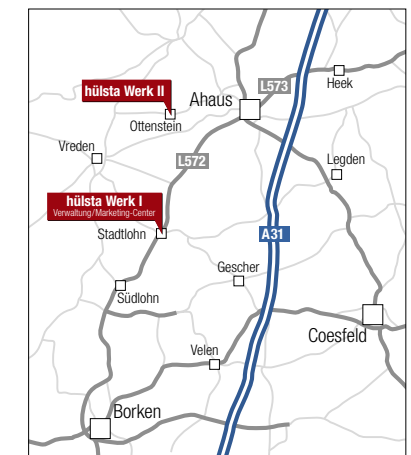 L573
Heek
hülsta Werk II
Ahaus
Ottenstein
Vreden
L572
Legden
hülsta Werk I
Verwaltung/Marketing-Center
Stadtlohn
A31
Gescher
Südlohn
Coesfeld
Velen
Borken